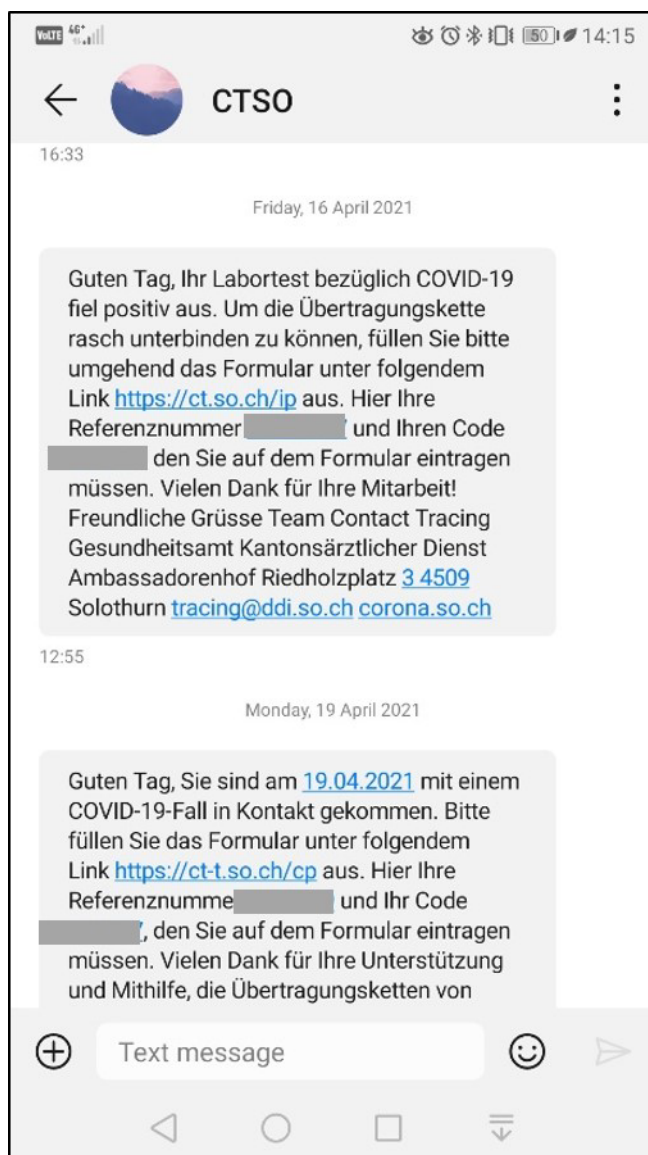 VoLTE 4G+ 50 14:15
CTSO
16:33
Friday, 16 April 2021
Guten Tag, Ihr Labortest bezüglich COVID-19
fiel positiv aus. Um die Übertragungskette
rasch unterbinden zu können, füllen Sie bitte
umgehend das Formular unter folgendem
Link https://ct.so.ch/ip aus. Hier Ihre
Referenznummer und Ihren Code
den Sie auf dem Formular eintragen
müssen. Vielen Dank für Ihre Mitarbeit!
Freundliche Grüsse Team Contact Tracing
Gesundheitsamt Kantonsärztlicher Dienst
Ambassadorenhof Riedholzplatz 3 4509
Solothurn tracing@ddi.so.ch corona.so.ch
12:55
Monday, 19 April 2021
Guten Tag, Sie sind am 19.04.2021 mit einem
COVID-19-Fall in Kontakt gekommen. Bitte
füllen Sie das Formular unter folgendem
Link https://ct-t.so.ch/cp aus. Hier Ihre
Referenznumme und Ihr Code
, den Sie auf dem Formular eintragen
müssen. Vielen Dank für Ihre Unterstützung
und Mithilfe, die Übertragungsketten von
Text message